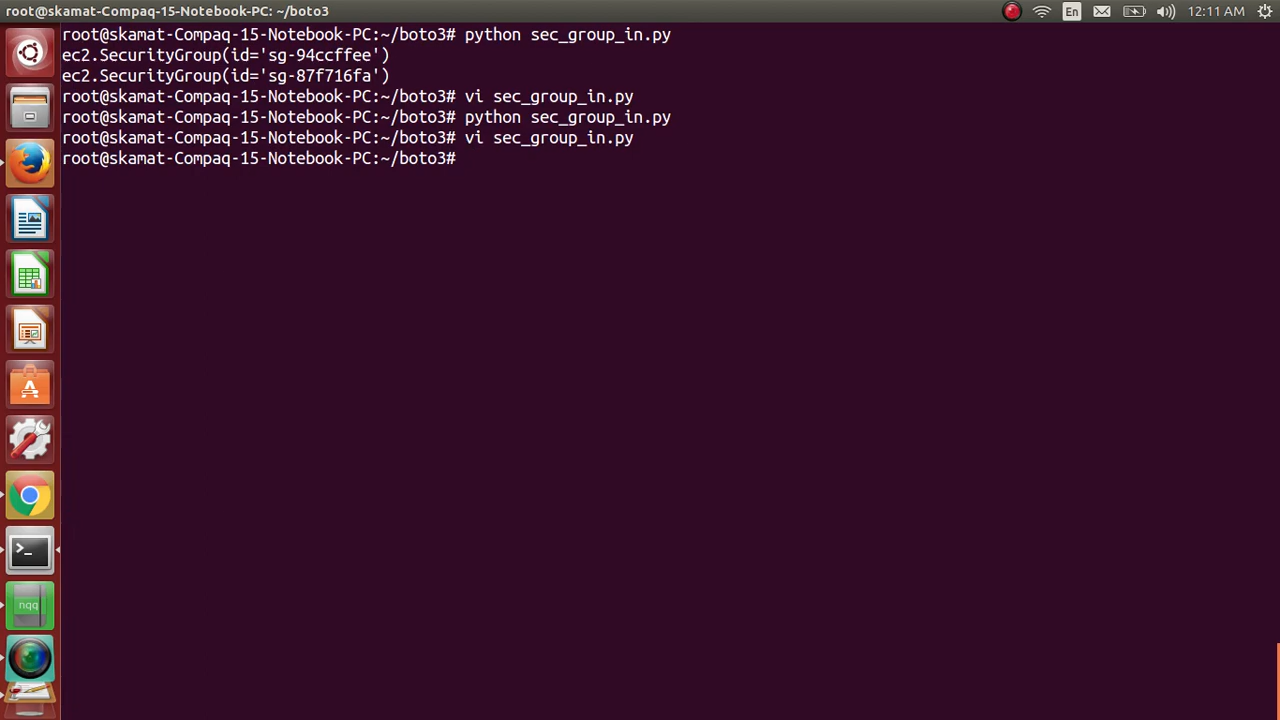 root@skamat-Compaq-15-Notebook-PC: ~/boto3
En
12:11 AM
root@skamat-Compaq-15-Notebook-PC:~/boto3# python sec_group_in.py
ec2.SecurityGroup(id='sg-94ccffee')
ec2.SecurityGroup(id='sg-87f716fa')
root@skamat-Compaq-15-Notebook-PC:~/boto3# vi sec_group_in.py
root@skamat-Compaq-15-Notebook-PC:~/boto3# python sec_group_in.py
root@skamat-Compaq-15-Notebook-PC:~/boto3# vi sec_group_in.py
root@skamat-Compaq-15-Notebook-PC:~/boto3#
nqq